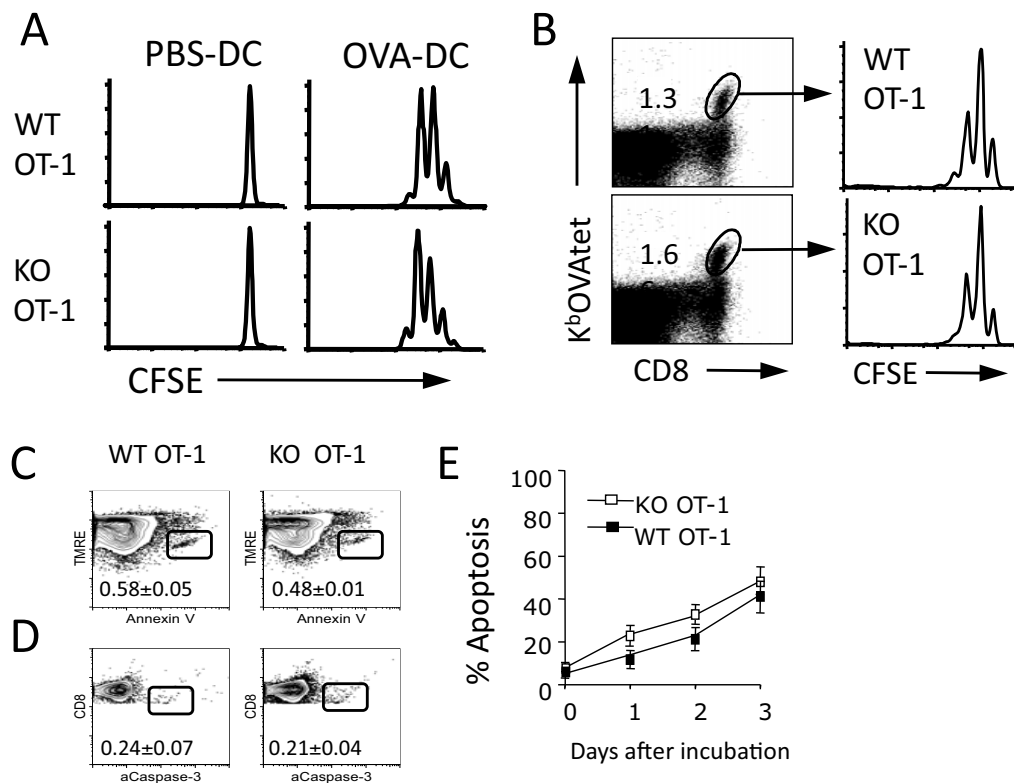 A
PBS-DC
OVA-DC
WT
OT-1
KO
OT-1
CFSE
B
1.3
WT
OT-1
1.6
KO
OT-1
KbOVAtet
CD8
CFSE
C
WT OT-1
KO OT-1
TMRE
0.58±0.05
Annexin V
TMRE
0.48±0.01
Annexin V
D
CD8
0.24±0.07
aCaspase-3
CD8
0.21±0.04
aCaspase-3
E
% Apoptosis
100
80
60
40
20
0
KO OT-1
WT OT-1
0 1 2 3
Days after incubation